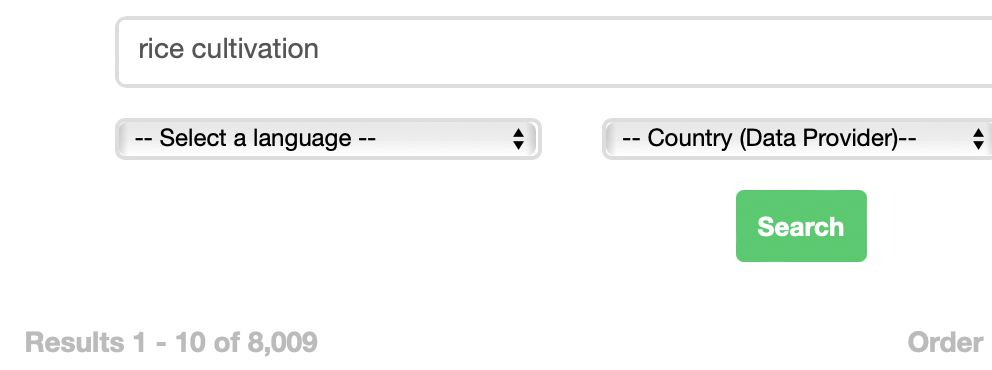 rice cultivation
-- Select a language --
-- Country (Data Provider)--
Search
Results 1 - 10 of 8,009
Order